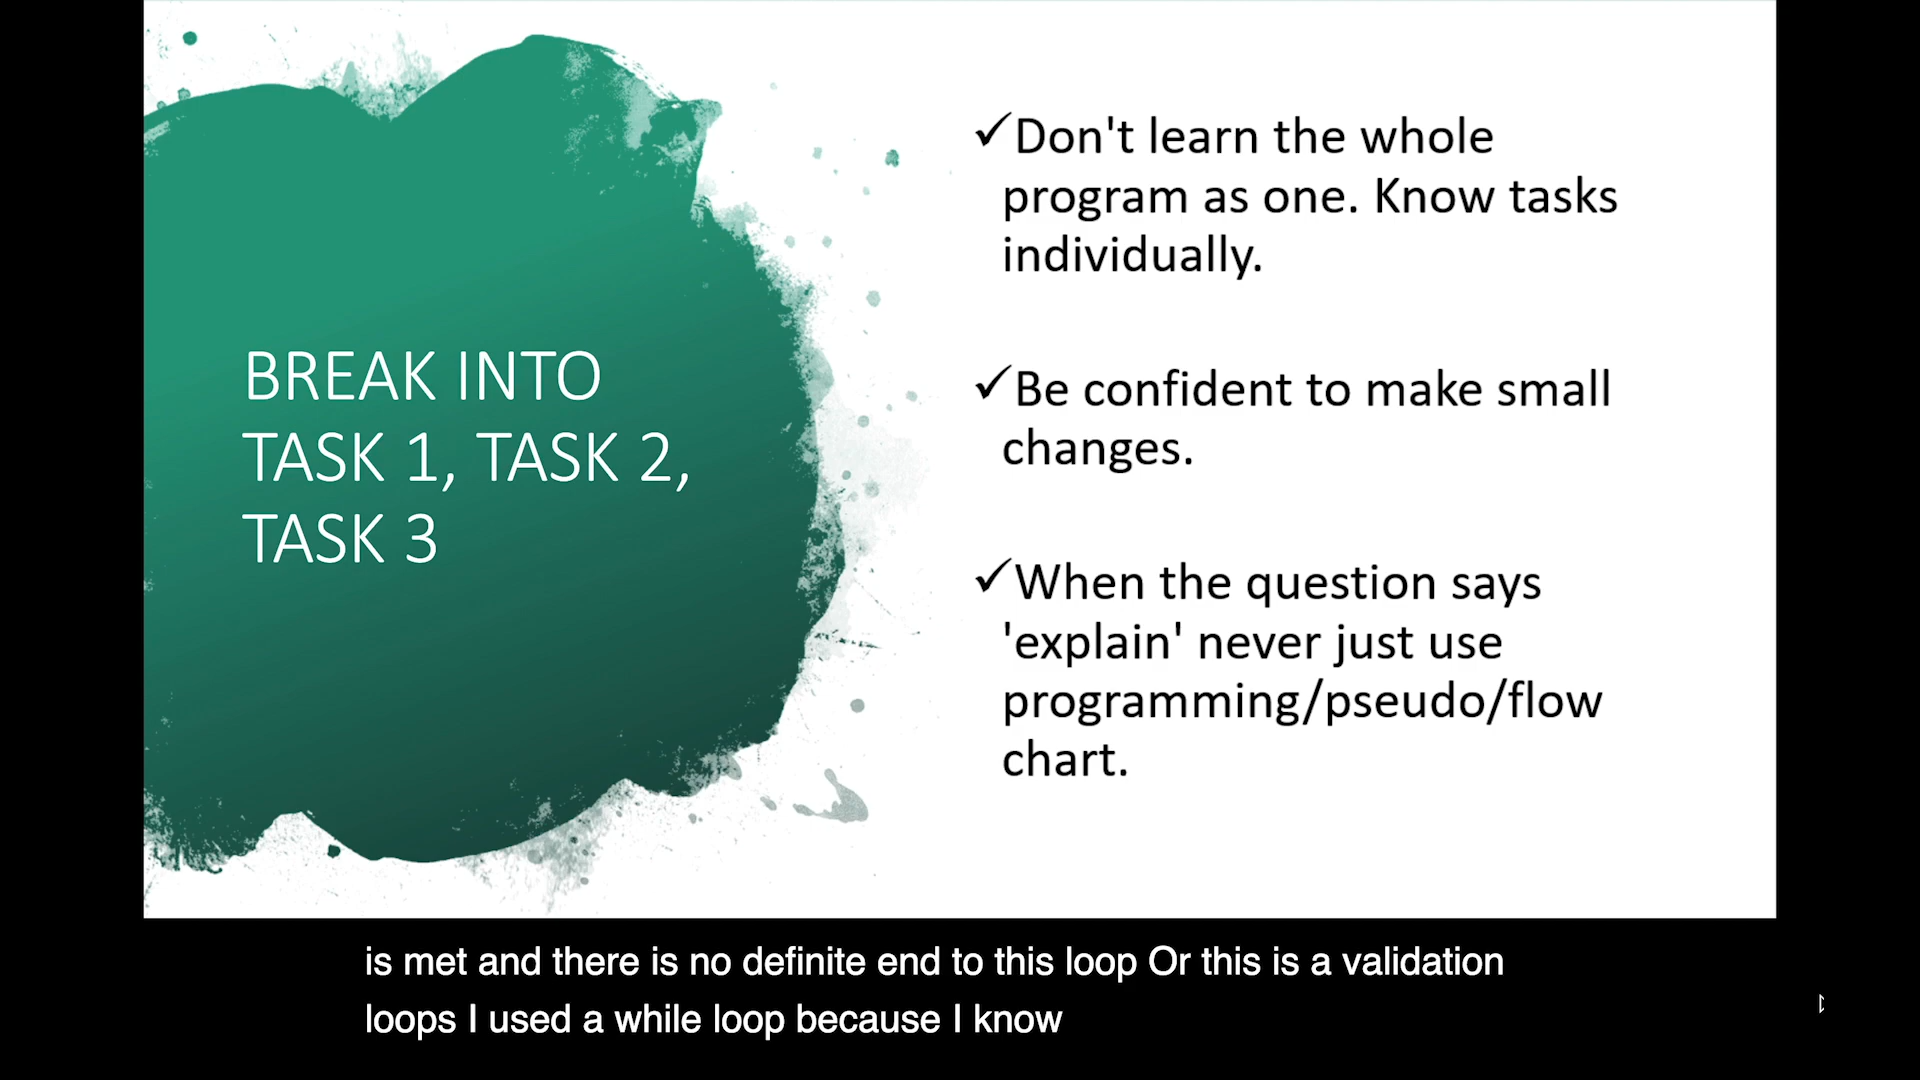 BREAK INTO
TASK 1, TASK 2,
TASK 3
✓Don't learn the whole
program as one. Know tasks
individually.
✓Be confident to make small
changes.
✓When the question says
'explain' never just use
programming/pseudo/flow
chart.
is met and there is no definite end to this loop Or this is a validation
loops I used a while loop because I know